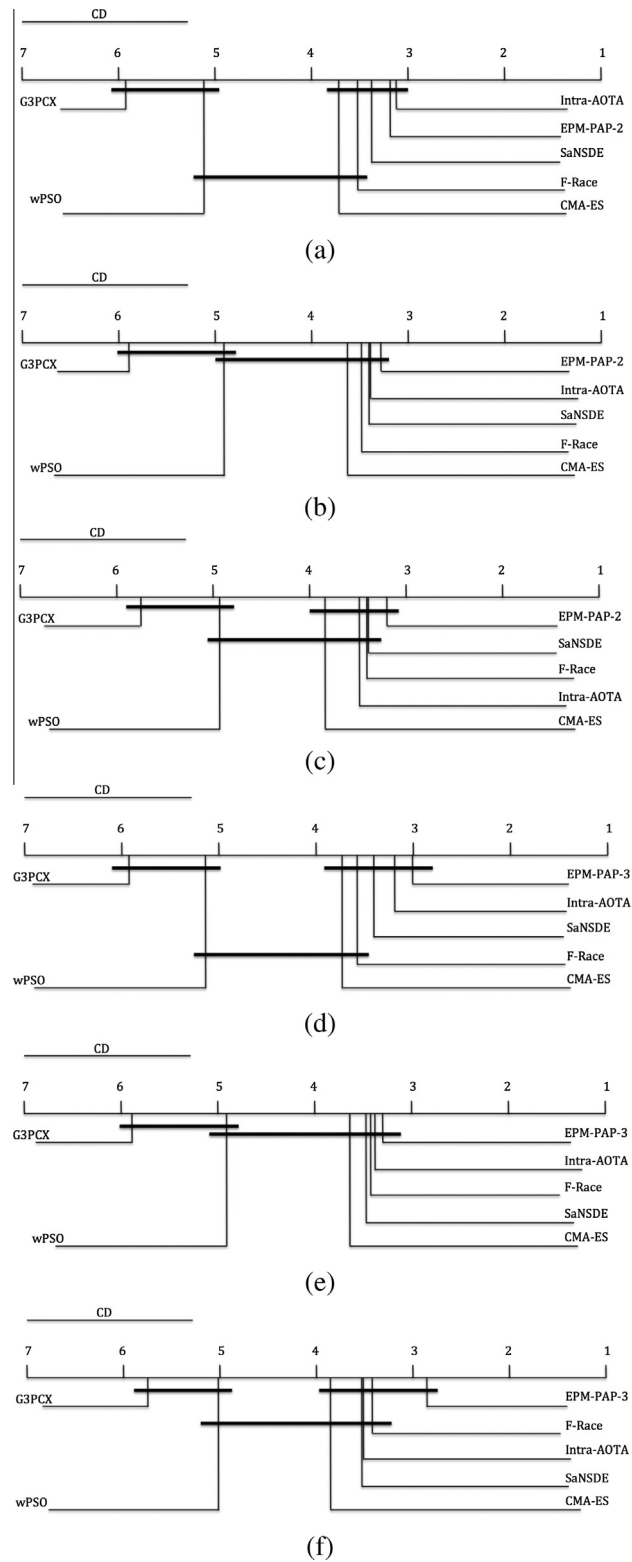 CD
7 6 5 4 3 2 1
G3PCX Intra-AOTA
EPM-PAP-2
SaNSDE
F-Race
wPSO CMA-ES
(a)
CD
7 6 5 4 3 2 1
G3PCX EPM-PAP-2
Intra-AOTA
SaNSDE
F-Race
wPSO CMA-ES
(b)
CD
7 6 5 4 3 2 1
G3PCX EPM-PAP-2
SaNSDE
F-Race
Intra-AOTA
wPSO CMA-ES
(c)
CD
7 6 5 4 3 2 1
G3PCX EPM-PAP-3
Intra-AOTA
SaNSDE
F-Race
wPSO CMA-ES
(d)
CD
7 6 5 4 3 2 1
G3PCX EPM-PAP-3
Intra-AOTA
F-Race
SaNSDE
wPSO CMA-ES
(e)
CD
7 6 5 4 3 2 1
G3PCX EPM-PAP-3
F-Race
Intra-AOTA
SaNSDE
wPSO CMA-ES
(f)